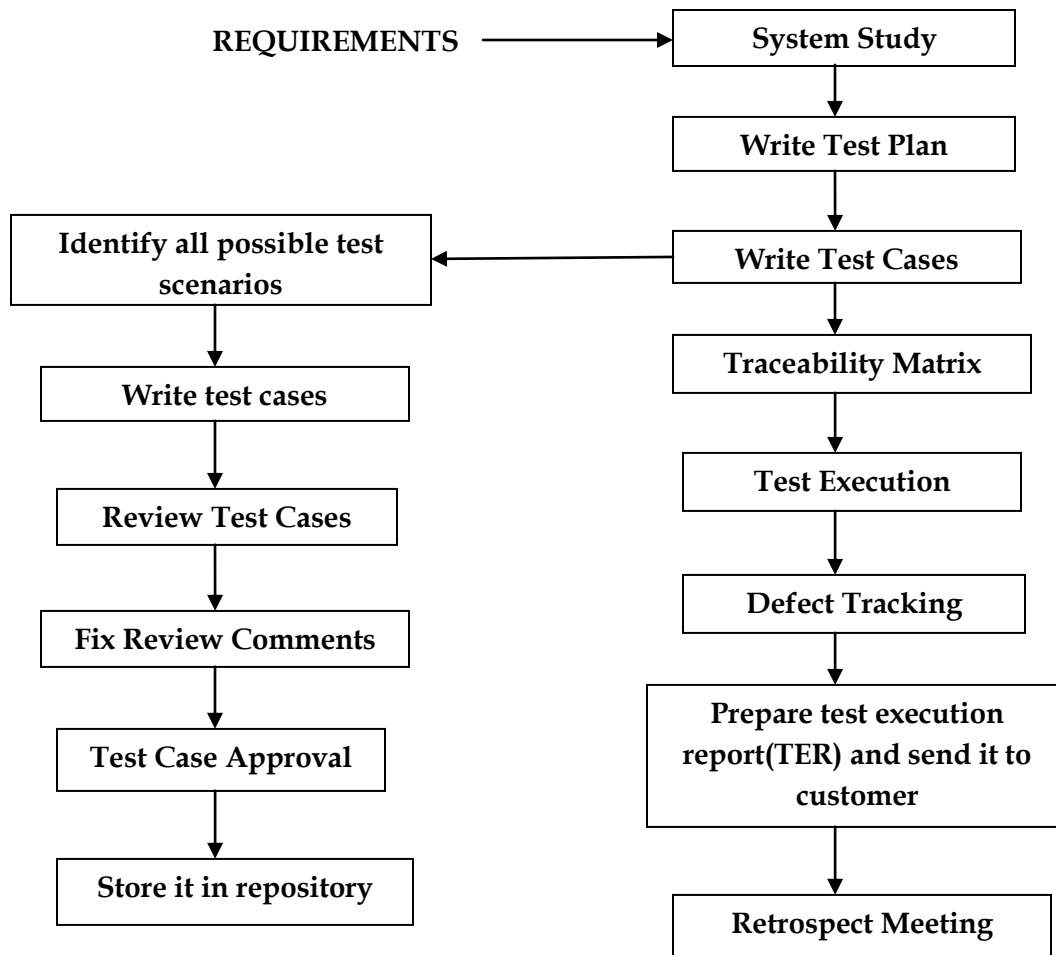 REQUIREMENTS
System Study
Write Test Plan
Write Test Cases
Identify all possible test
scenarios
Write test cases
Review Test Cases
Fix Review Comments
Test Case Approval
Store it in repository
Traceability Matrix
Test Execution
Defect Tracking
Prepare test execution
report(TER) and send it to
customer
Retrospect Meeting